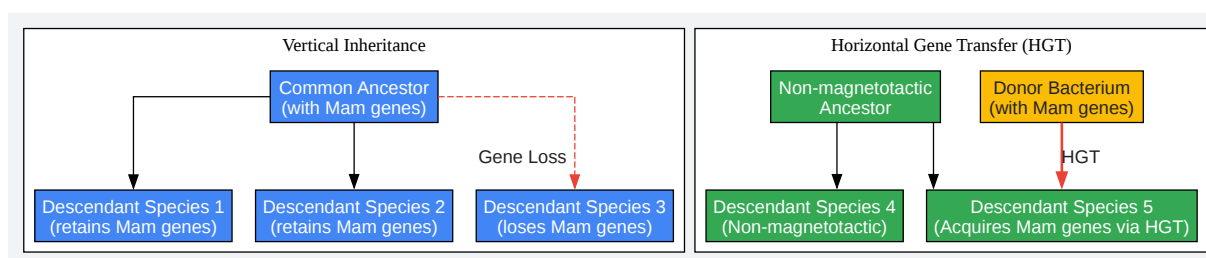 Vertical Inheritance
Common Ancestor
(with Mam genes)
Gene Loss
Descendant Species 1
(retains Mam genes)
Descendant Species 2
(retains Mam genes)
Descendant Species 3
(loses Mam genes)
Horizontal Gene Transfer (HGT)
Non-magnetotactic
Ancestor
Donor Bacterium
(with Mam genes)
HGT
Descendant Species 4
(Non-magnetotactic)
Descendant Species 5
(Acquires Mam genes via HGT)